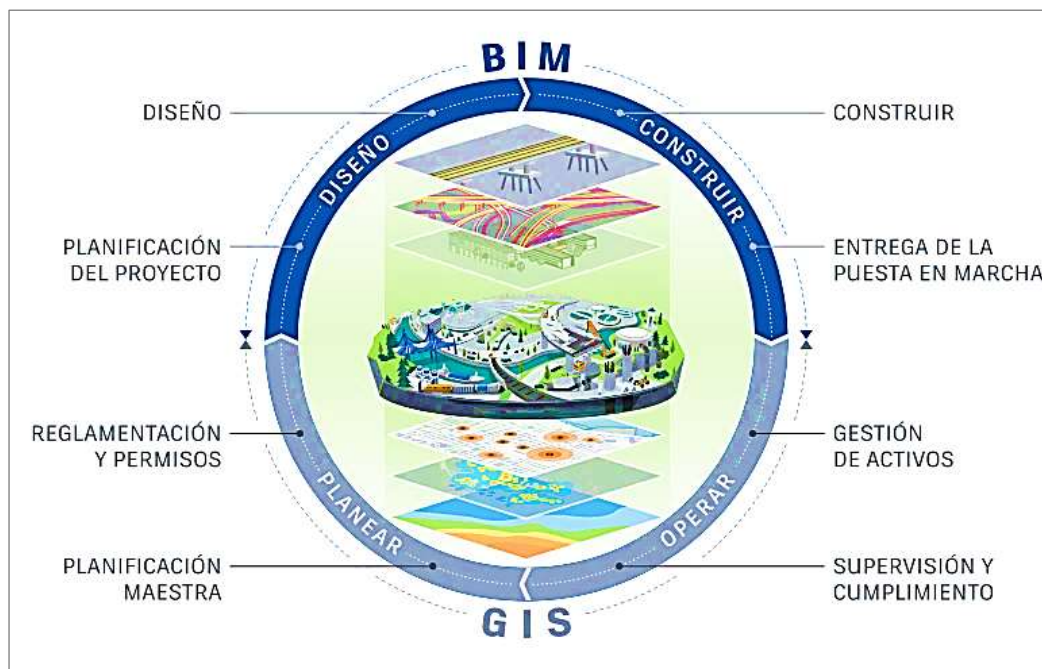 BIM
DISEÑO
CONSTRUIR
DISEÑO
CONSTRUIR
PLANIFICACIÓN
DEL PROYECTO
ENTREGA DE LA
PUESTA EN MARCHA
REGLAMENTACIÓN
Y PERMISOS
GESTIÓN
DE ACTIVOS
PLANEAR
OPERAR
PLANIFICACIÓN
MAESTRA
SUPERVISIÓN Y
CUMPLIMIENTO
GIS